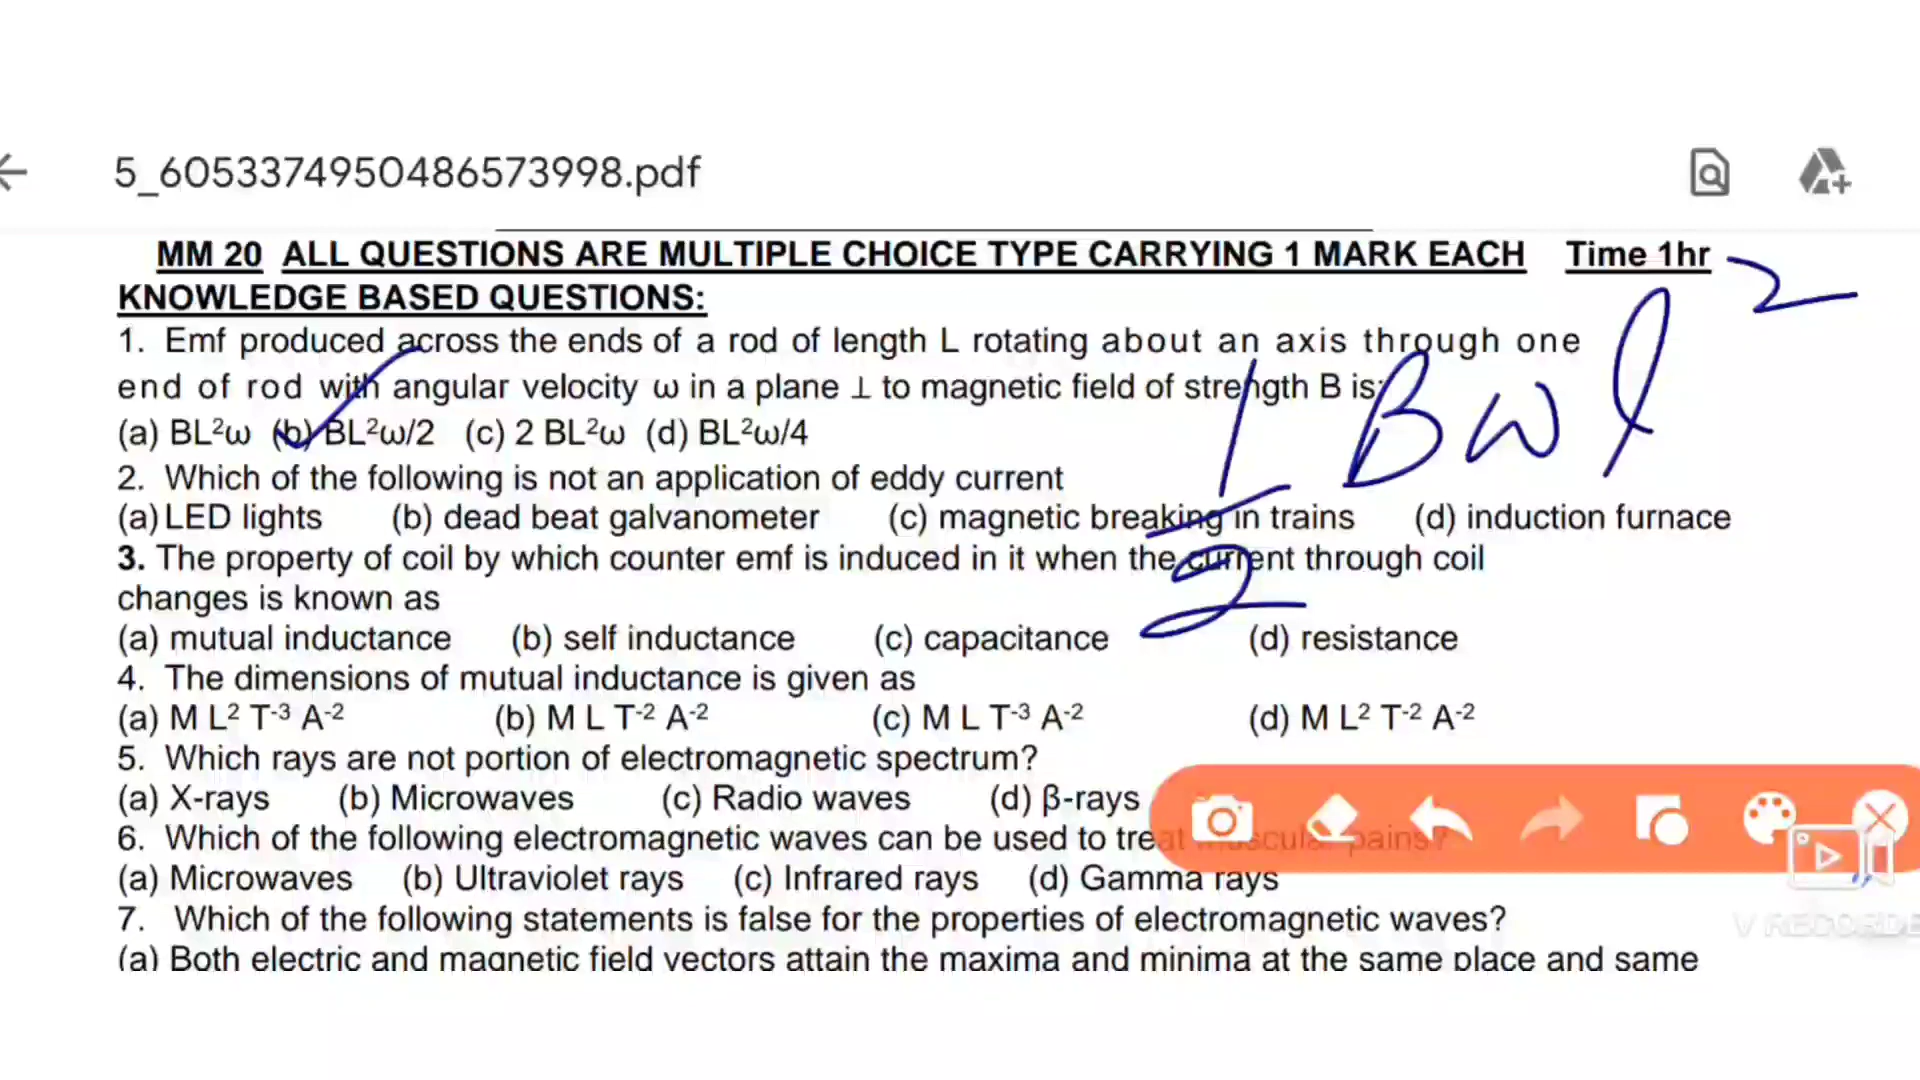 5_6053374950486573998.pdf
MM 20 ALL QUESTIONS ARE MULTIPLE CHOICE TYPE CARRYING 1 MARK EACH Time 1hr
KNOWLEDGE BASED QUESTIONS:
1. Emf produced across the ends of a rod of length L rotating about an axis through one
end of rod with angular velocity ω in a plane ⊥ to magnetic field of strength B is:
(a) BL²ω (b) BL²ω/2 (c) 2 BL²ω (d) BL²ω/4
1/2 B ω l²
2. Which of the following is not an application of eddy current
(a) LED lights (b) dead beat galvanometer (c) magnetic breaking in trains (d) induction furnace
3. The property of coil by which counter emf is induced in it when the current through coil
changes is known as
(a) mutual inductance (b) self inductance (c) capacitance (d) resistance
4. The dimensions of mutual inductance is given as
(a) M L² T⁻³ A⁻² (b) M L T⁻² A⁻² (c) M L T⁻³ A⁻² (d) M L² T⁻² A⁻²
5. Which rays are not portion of electromagnetic spectrum?
(a) X-rays (b) Microwaves (c) Radio waves (d) β-rays
6. Which of the following electromagnetic waves can be used to treat muscular pains?
(a) Microwaves (b) Ultraviolet rays (c) Infrared rays (d) Gamma rays
7. Which of the following statements is false for the properties of electromagnetic waves?
V RECORDE
(a) Both electric and magnetic field vectors attain the maxima and minima at the same place and same